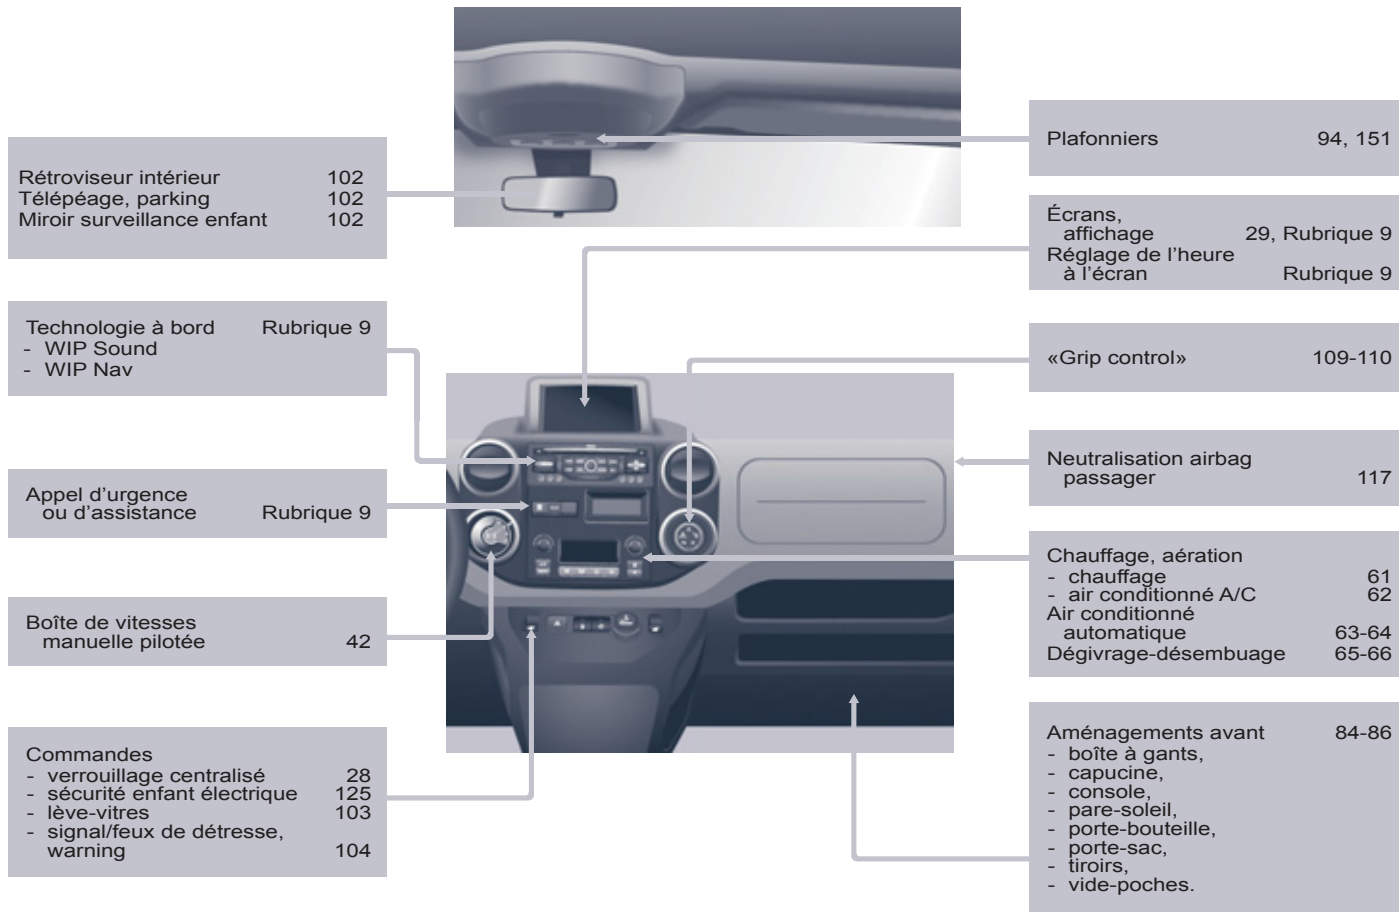 Rétroviseur intérieur 102
Télépéage, parking 102
Miroir surveillance enfant 102
Technologie à bord Rubrique 9
- WIP Sound
- WIP Nav
Appel d’urgence
ou d’assistance Rubrique 9
Boîte de vitesses
manuelle pilotée 42
Commandes
- verrouillage centralisé 28
- sécurité enfant électrique 125
- lève-vitres 103
- signal/feux de détresse,
warning 104
Plafonniers 94, 151
Écrans,
affichage 29, Rubrique 9
Réglage de l’heure
à l’écran Rubrique 9
«Grip control» 109-110
Neutralisation airbag
passager 117
Chauffage, aération
- chauffage 61
- air conditionné A/C 62
Air conditionné
automatique 63-64
Dégivrage-désembuage 65-66
Aménagements avant 84-86
- boîte à gants,
- capucine,
- console,
- pare-soleil,
- porte-bouteille,
- porte-sac,
- tiroirs,
- vide-poches.